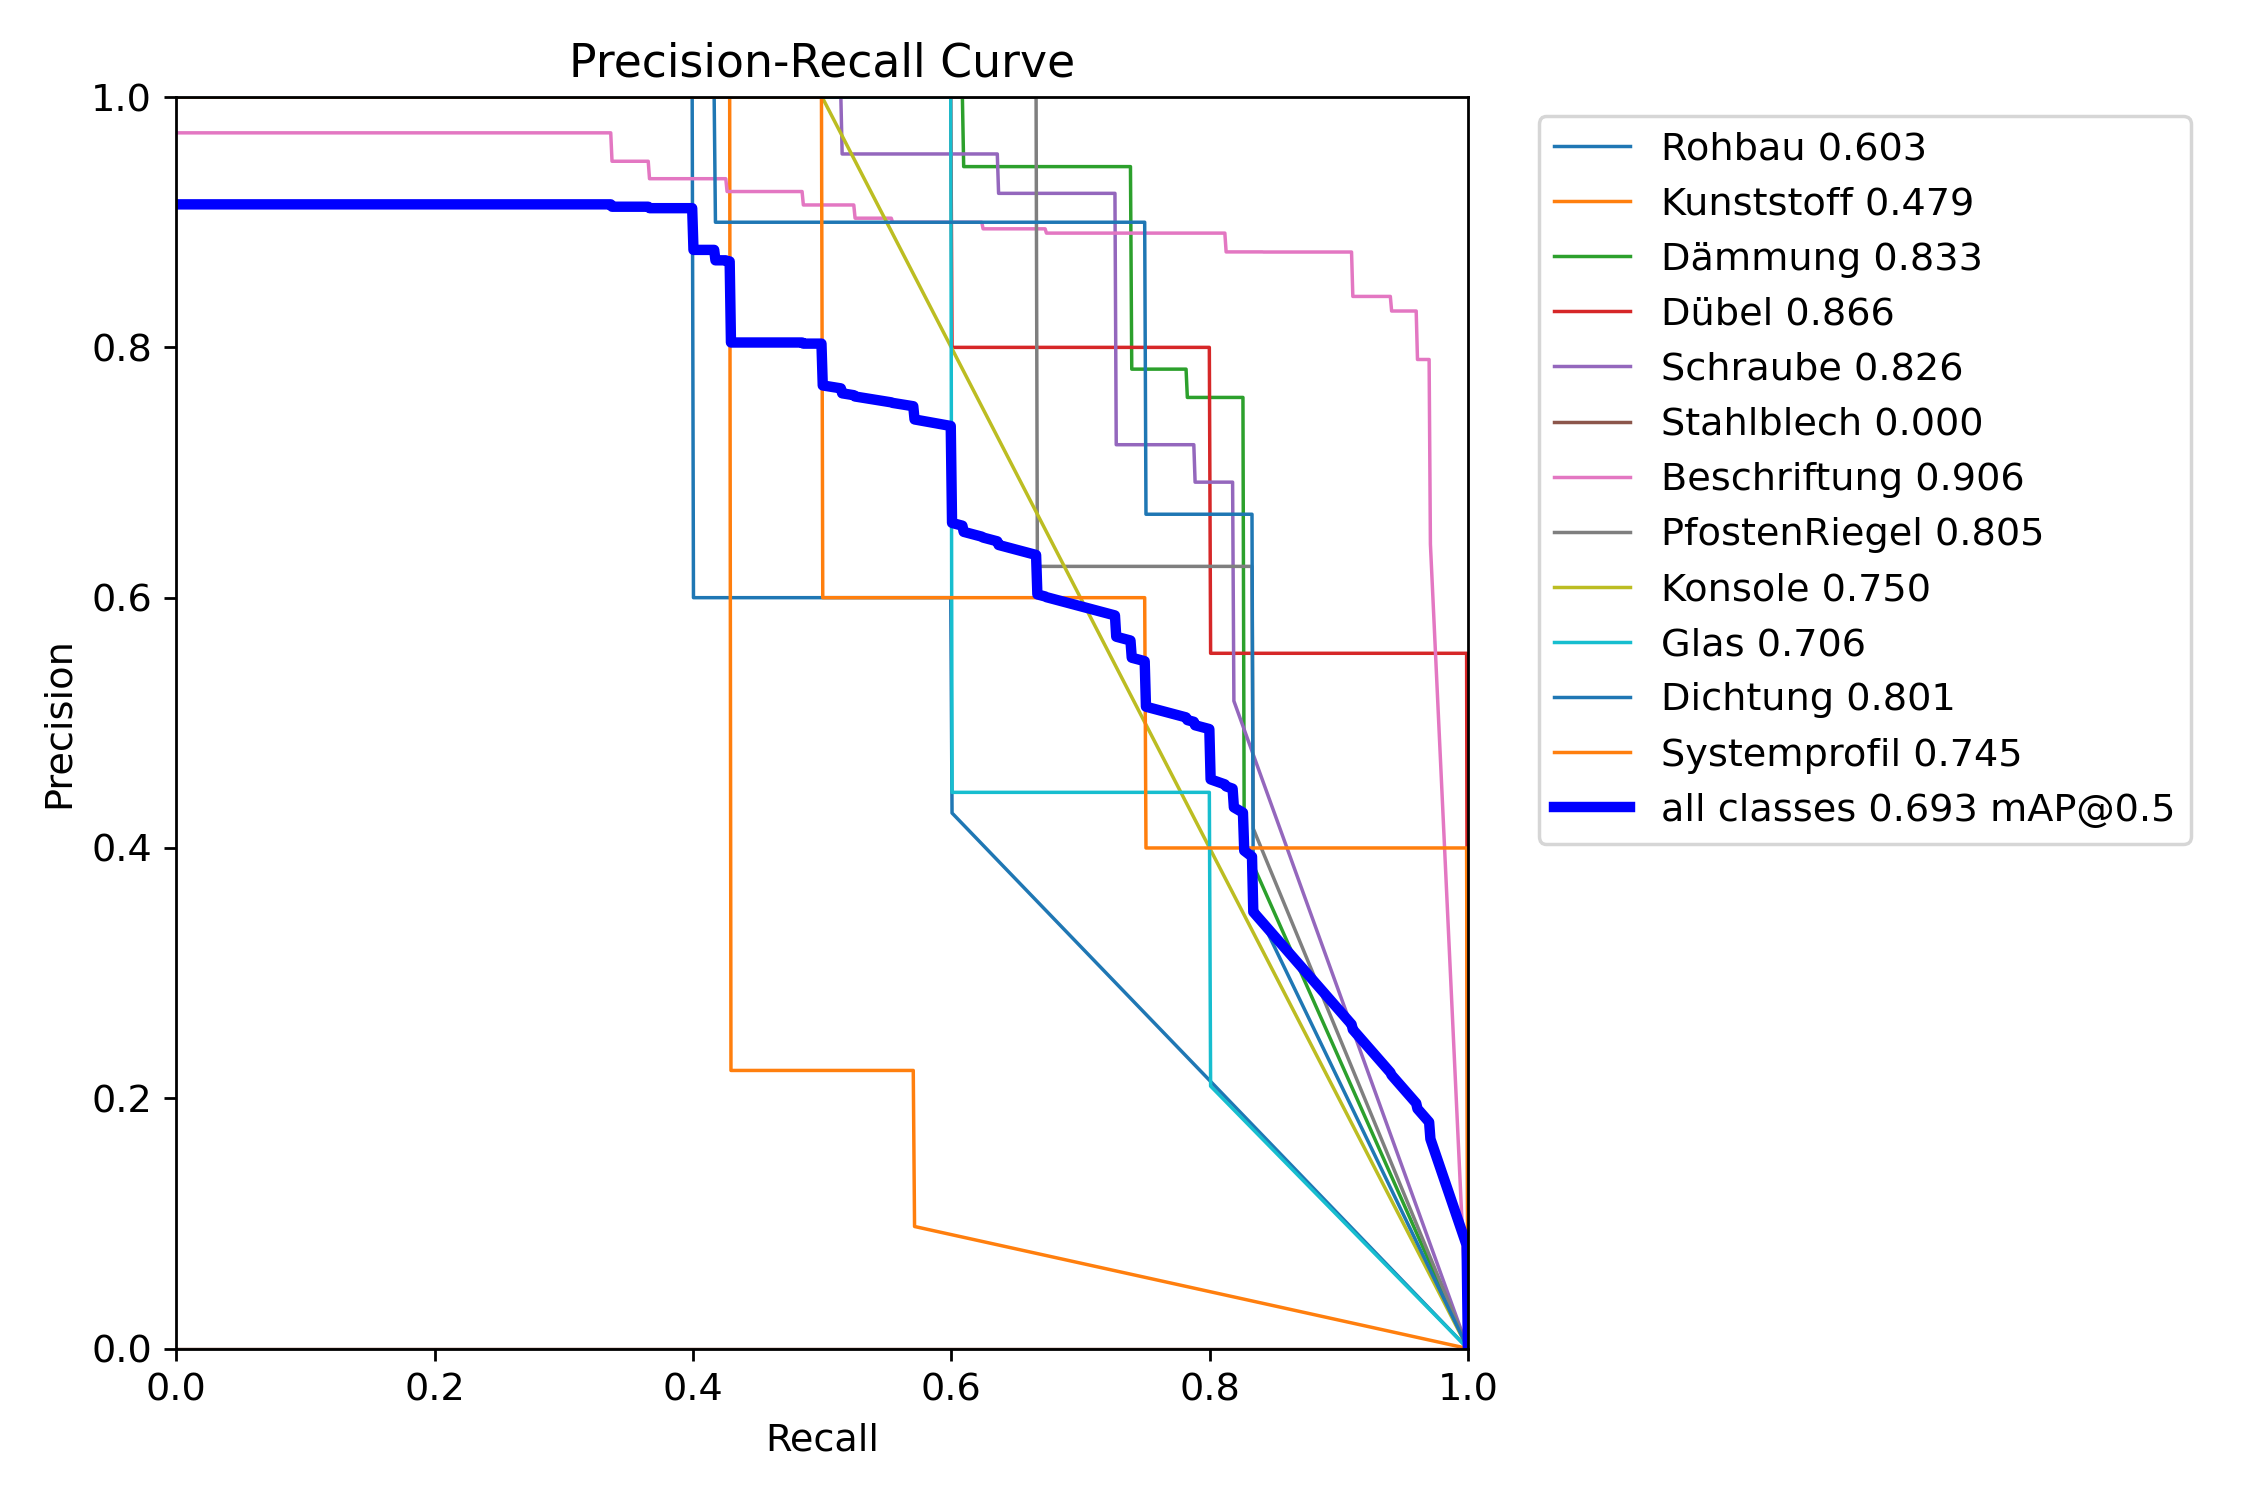 Precision-Recall Curve
1.0
0.8
0.6
0.4
0.2
0.0
Precision
0.0 0.2 0.4 0.6 0.8 1.0
Recall
Rohbau 0.603
Kunststoff 0.479
Dämmung 0.833
Dübel 0.866
Schraube 0.826
Stahlblech 0.000
Beschriftung 0.906
PfostenRiegel 0.805
Konsole 0.750
Glas 0.706
Dichtung 0.801
Systemprofil 0.745
all classes 0.693 mAP@0.5